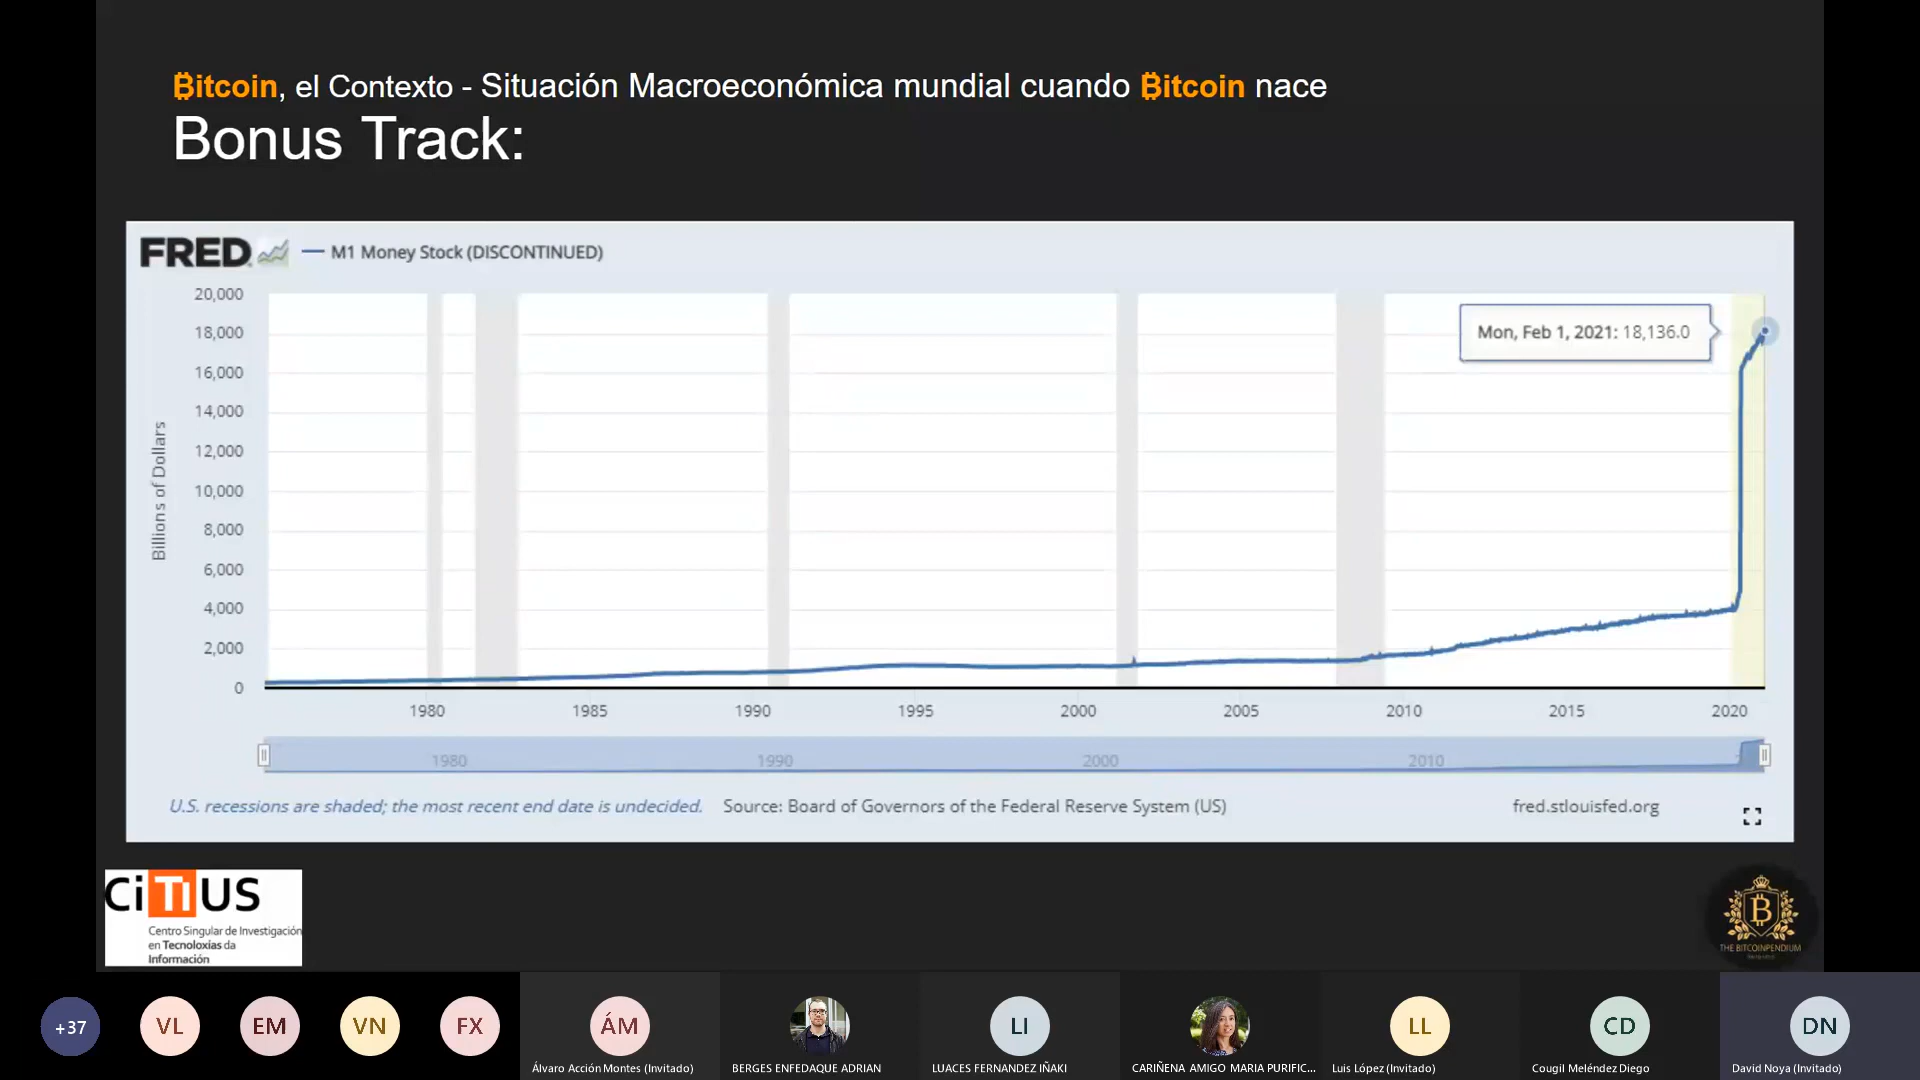 ₿itcoin, el Contexto - Situación Macroeconómica mundial cuando ₿itcoin nace
Bonus Track:
FRED M1 Money Stock (DISCONTINUED)
20,000
18,000
16,000
14,000
12,000
10,000
8,000
6,000
4,000
2,000
0
Billions of Dollars
Mon, Feb 1, 2021: 18,136.0
1980 1985 1990 1995 2000 2005 2010 2015 2020
1980 1990 2000 2010
U.S. recessions are shaded; the most recent end date is undecided. Source: Board of Governors of the Federal Reserve System (US) fred.stlouisfed.org
CiTIUS
Centro Singular de Investigación
en Tecnoloxías da
Información
THE BITCOINPENDIUM
+37 VL EM VN FX ÁM LI LL CD DN
Álvaro Acción Montes (Invitado) BERGES ENFEDAQUE ADRIAN LUACES FERNANDEZ IÑAKI CARIÑENA AMIGO MARIA PURIFIC... Luis López (Invitado) Cougil Meléndez Diego David Noya (Invitado)